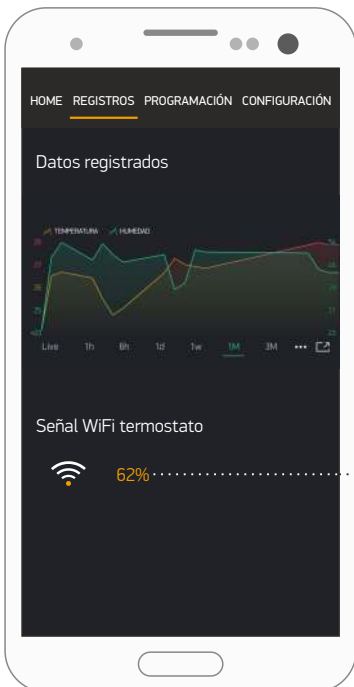 HOME REGISTROS PROGRAMACIÓN CONFIGURACIÓN
Datos registrados
TEMPERATURA HUMEDAD
Live 1h 6h 1d 1w 1M 3M •••
Señal WiFi termostato
62%